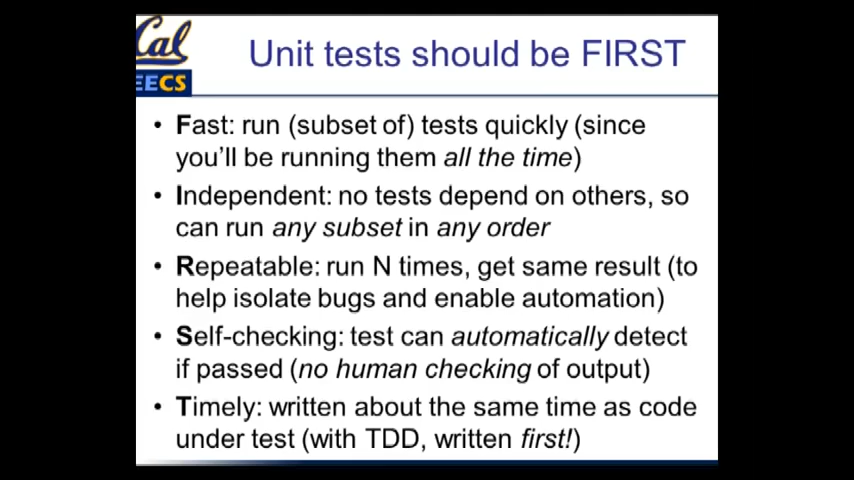 Cal
EECS
Unit tests should be FIRST
• Fast: run (subset of) tests quickly (since
you'll be running them all the time)
• Independent: no tests depend on others, so
can run any subset in any order
• Repeatable: run N times, get same result (to
help isolate bugs and enable automation)
• Self-checking: test can automatically detect
if passed (no human checking of output)
• Timely: written about the same time as code
under test (with TDD, written first!)